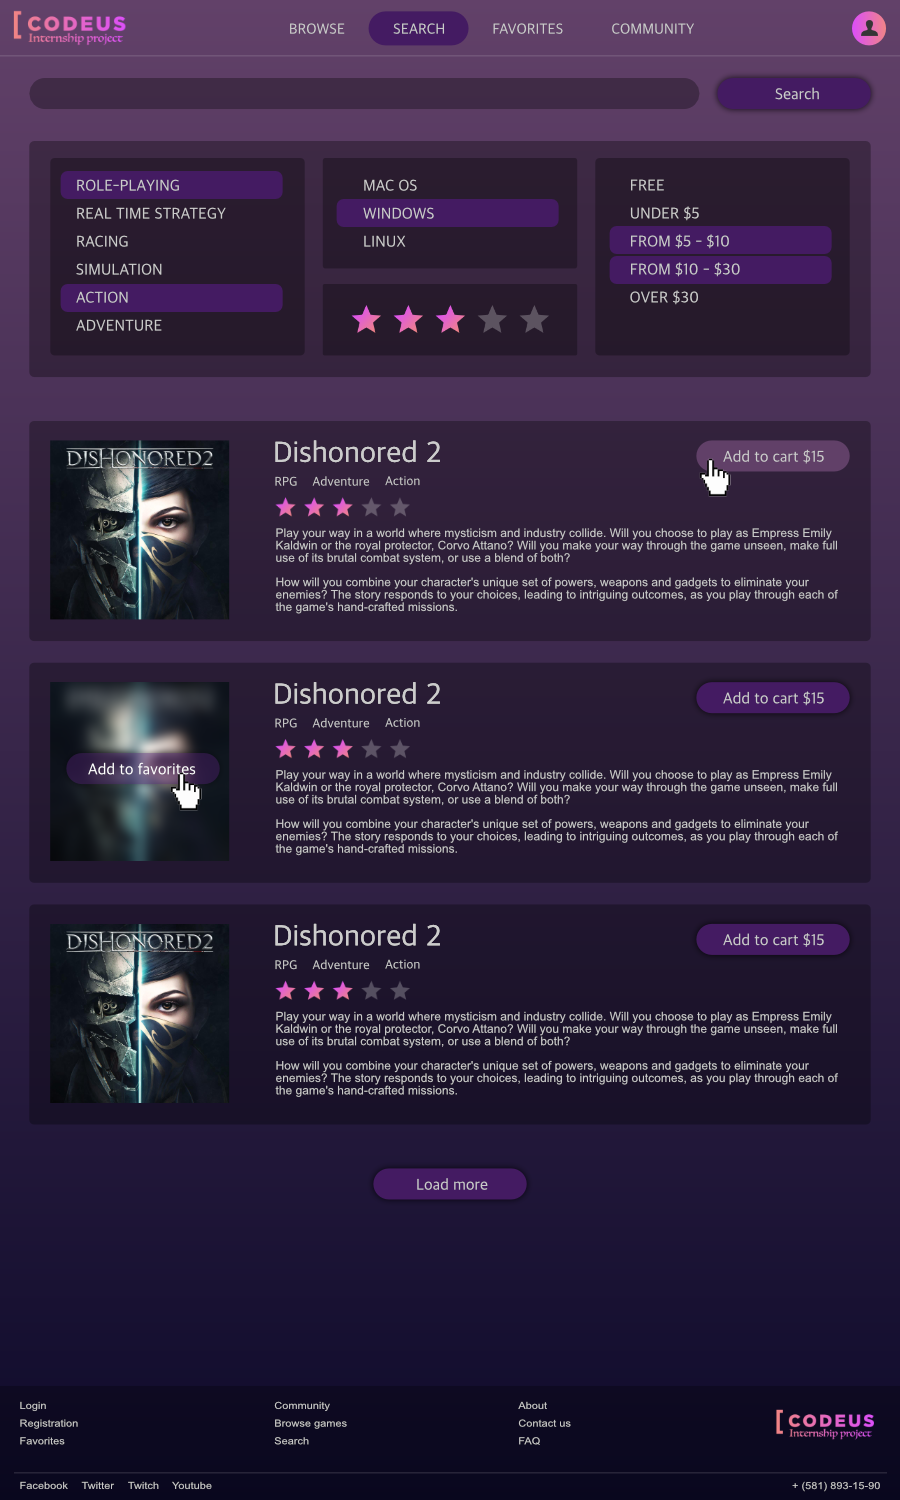 CODEUS
Internship project
BROWSE
SEARCH
FAVORITES
COMMUNITY
Search
ROLE-PLAYING
REAL TIME STRATEGY
RACING
SIMULATION
ACTION
ADVENTURE
MAC OS
WINDOWS
LINUX
FREE
UNDER $5
FROM $5 - $10
FROM $10 - $30
OVER $30
DISHONORED 2
Dishonored 2
Add to cart $15
RPG Adventure Action
Play your way in a world where mysticism and industry collide. Will you choose to play as Empress Emily
Kaldwin or the royal protector, Corvo Attano? Will you make your way through the game unseen, make full
use of its brutal combat system, or use a blend of both?
How will you combine your character's unique set of powers, weapons and gadgets to eliminate your
enemies? The story responds to your choices, leading to intriguing outcomes, as you play through each of
the game's hand-crafted missions.
Add to favorites
Dishonored 2
Add to cart $15
RPG Adventure Action
Play your way in a world where mysticism and industry collide. Will you choose to play as Empress Emily
Kaldwin or the royal protector, Corvo Attano? Will you make your way through the game unseen, make full
use of its brutal combat system, or use a blend of both?
How will you combine your character's unique set of powers, weapons and gadgets to eliminate your
enemies? The story responds to your choices, leading to intriguing outcomes, as you play through each of
the game's hand-crafted missions.
DISHONORED 2
Dishonored 2
Add to cart $15
RPG Adventure Action
Play your way in a world where mysticism and industry collide. Will you choose to play as Empress Emily
Kaldwin or the royal protector, Corvo Attano? Will you make your way through the game unseen, make full
use of its brutal combat system, or use a blend of both?
How will you combine your character's unique set of powers, weapons and gadgets to eliminate your
enemies? The story responds to your choices, leading to intriguing outcomes, as you play through each of
the game's hand-crafted missions.
Load more
Login
Registration
Favorites
Community
Browse games
Search
About
Contact us
FAQ
CODEUS
Internship project
Facebook Twitter Twitch Youtube
+ (581) 893-15-90